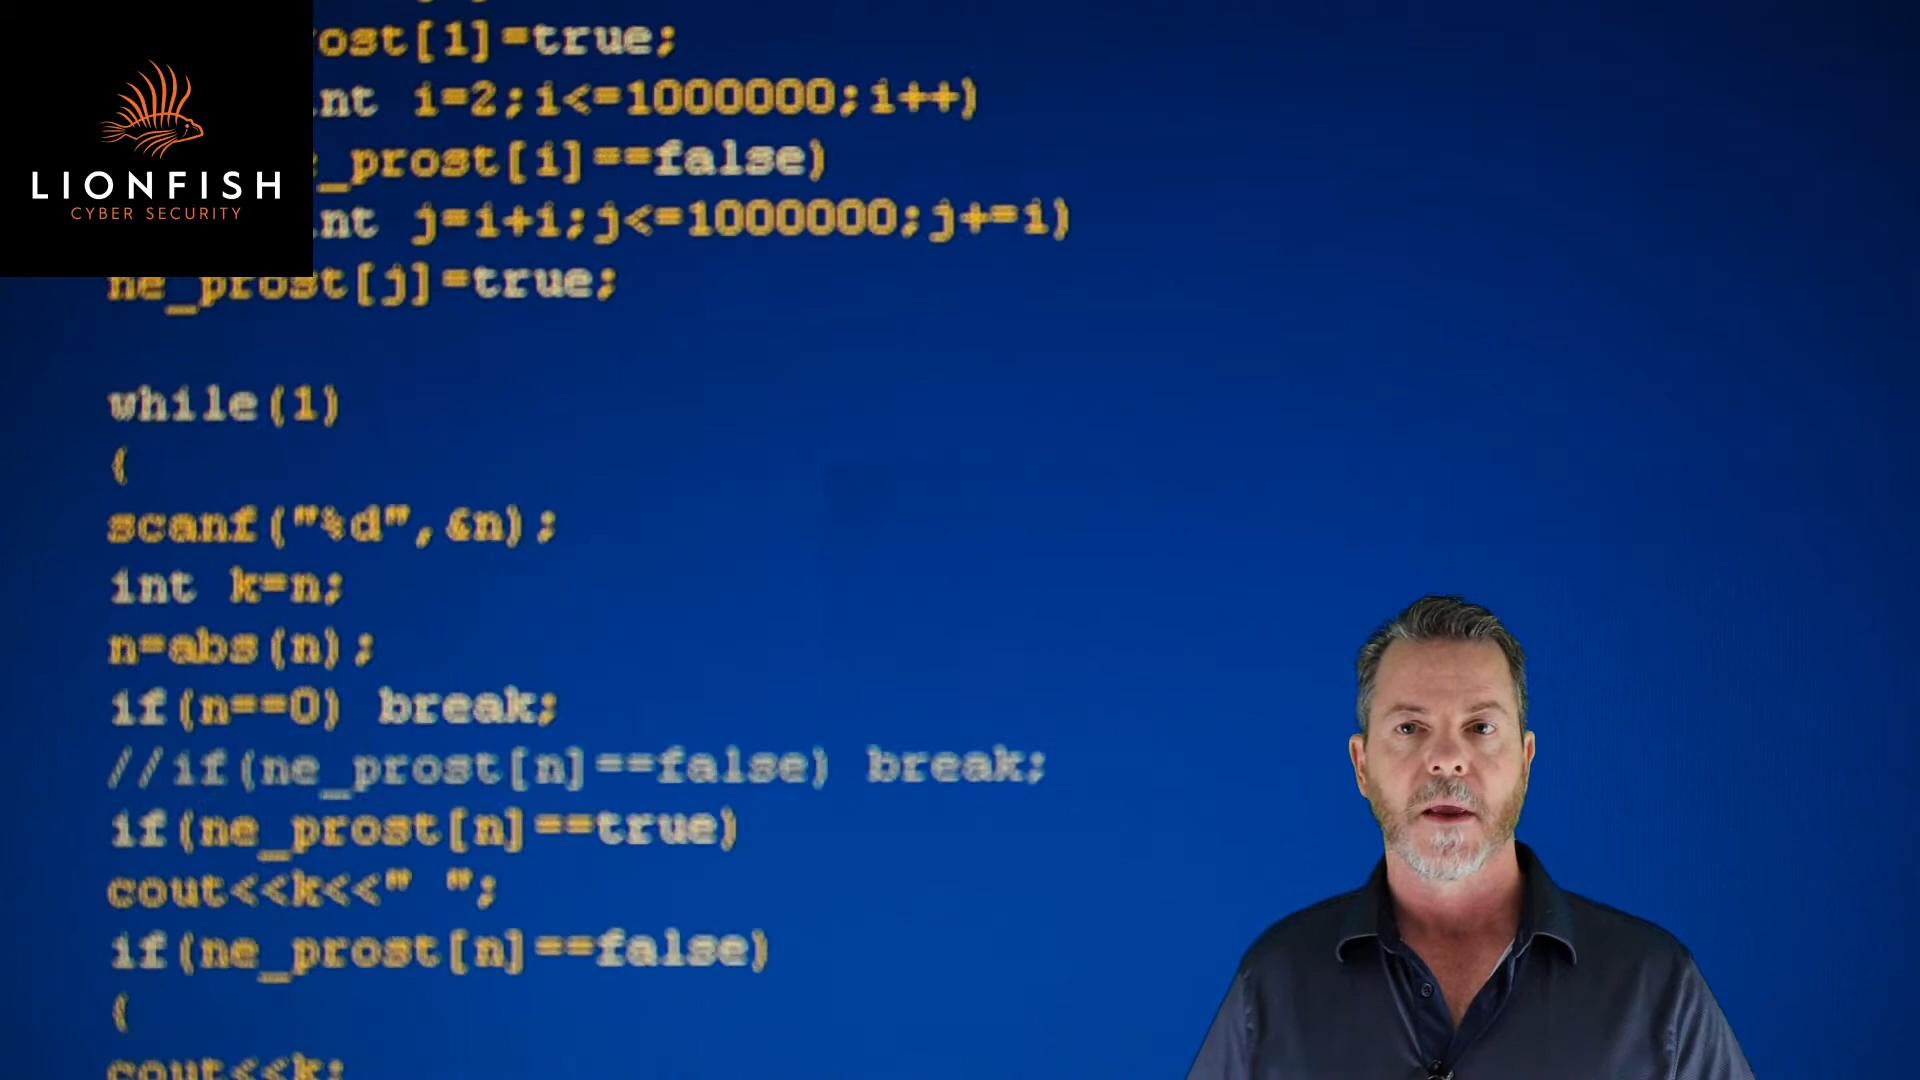 LIONFISH
CYBER SECURITY
ost[1]=true;
nt i=2;i<=1000000;i++)
_prost[i]==false)
nt j=i+i;j<=1000000;j+=i)
ne_prost[j]=true;
while(1)
{
scanf("%d",&n);
int k=n;
n=abs(n);
if(n==0) break;
//if(ne_prost[n]==false) break;
if(ne_prost[n]==true)
cout<<k<<" ";
if(ne_prost[n]==false)
{
cout<<k;